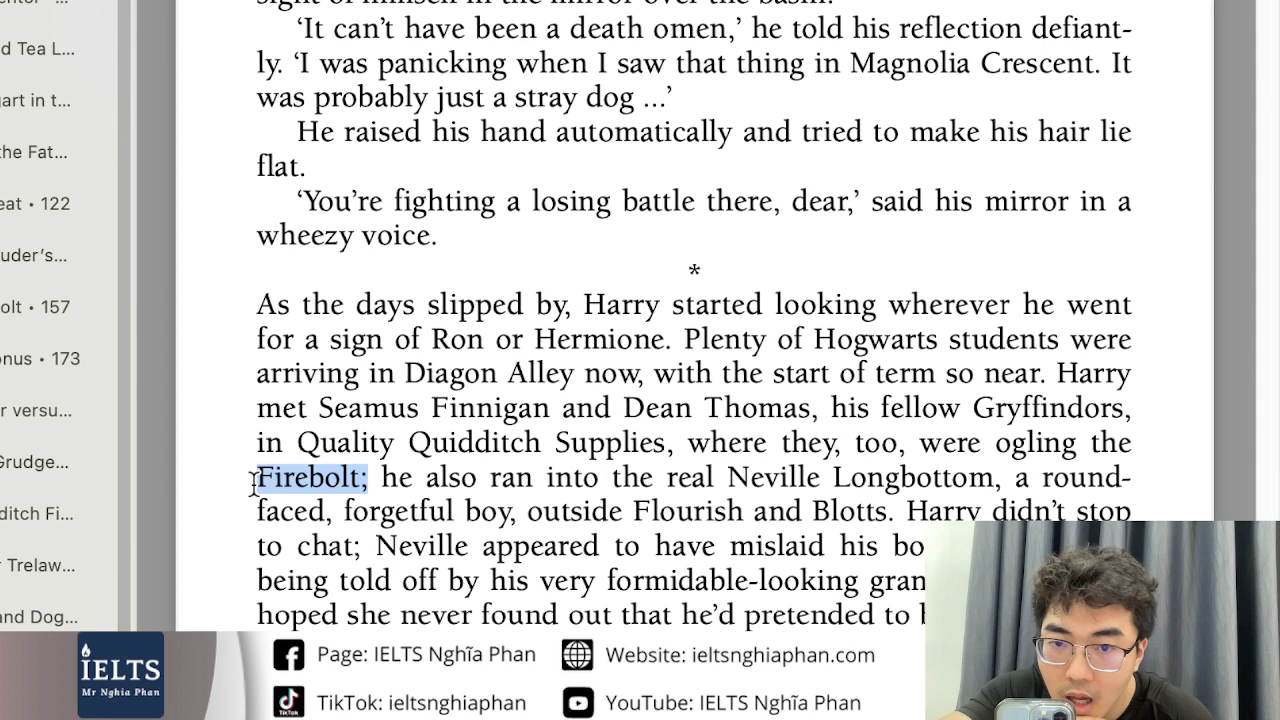 d Tea L...
art in t...
the Fat...
eat • 122
uder's...
olt • 157
onus • 173
r versu...
Grudge...
ditch Fi...
r Trelaw...
and Dog...
‘It can’t have been a death omen,’ he told his reflection defiant-
ly. ‘I was panicking when I saw that thing in Magnolia Crescent. It
was probably just a stray dog ...’
He raised his hand automatically and tried to make his hair lie
flat.
‘You’re fighting a losing battle there, dear,’ said his mirror in a
wheezy voice.
*
As the days slipped by, Harry started looking wherever he went
for a sign of Ron or Hermione. Plenty of Hogwarts students were
arriving in Diagon Alley now, with the start of term so near. Harry
met Seamus Finnigan and Dean Thomas, his fellow Gryffindors,
in Quality Quidditch Supplies, where they, too, were ogling the
Firebolt; he also ran into the real Neville Longbottom, a round-
faced, forgetful boy, outside Flourish and Blotts. Harry didn’t stop
to chat; Neville appeared to have mislaid his bo
being told off by his very formidable-looking gran
hoped she never found out that he’d pretended to
IELTS
Mr Nghia Phan
Page: IELTS Nghĩa Phan
Website: ieltsnghiaphan.com
TikTok
TikTok: ieltsnghiaphan
YouTube: IELTS Nghĩa Phan